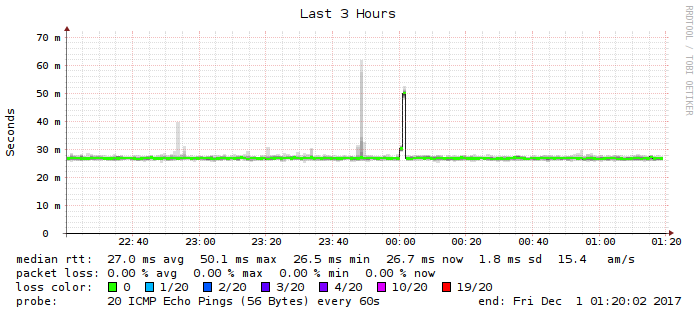 Last 3 Hours
RRDTOOL / TOBI OETIKER
Seconds
70 m
60 m
50 m
40 m
30 m
20 m
10 m
0
22:40 23:00 23:20 23:40 00:00 00:20 00:40 01:00 01:20
median rtt: 27.0 ms avg 50.1 ms max 26.5 ms min 26.7 ms now 1.8 ms sd 15.4 am/s
packet loss: 0.00 % avg 0.00 % max 0.00 % min 0.00 % now
loss color: 0 1/20 2/20 3/20 4/20 10/20 19/20
probe: 20 ICMP Echo Pings (56 Bytes) every 60s end: Fri Dec 1 01:20:02 2017